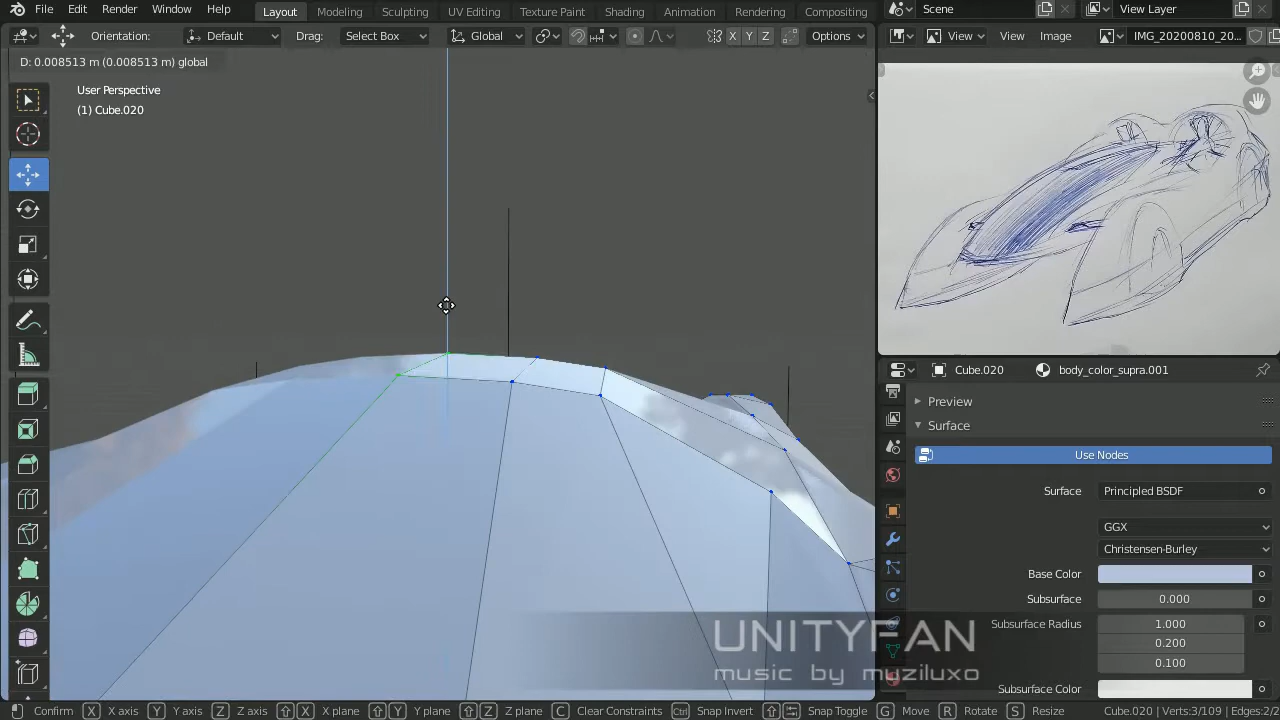 File Edit Render Window Help Layout Modeling Sculpting UV Editing Texture Paint Shading Animation Rendering Compositing Scene View Layer
Orientation: Default Drag: Select Box Global X Y Z Options View View Image IMG_20200810_20...
D: 0.008513 m (0.008513 m) global
User Perspective
(1) Cube.020
Cube.020 body_color_supra.001
Preview
Surface
Use Nodes
Surface Principled BSDF
GGX
Christensen-Burley
Base Color
Subsurface 0.000
Subsurface Radius 1.000
0.200
0.100
Subsurface Color
UNITYFAN
music by myziluxo
Confirm X X axis Y Y axis Z Z axis X X plane Y Y plane Z Z plane C Clear Constraints Ctrl Snap Invert Snap Toggle G Move R Rotate S Resize Cube.020 | Verts:3/109 | Edges:2/2